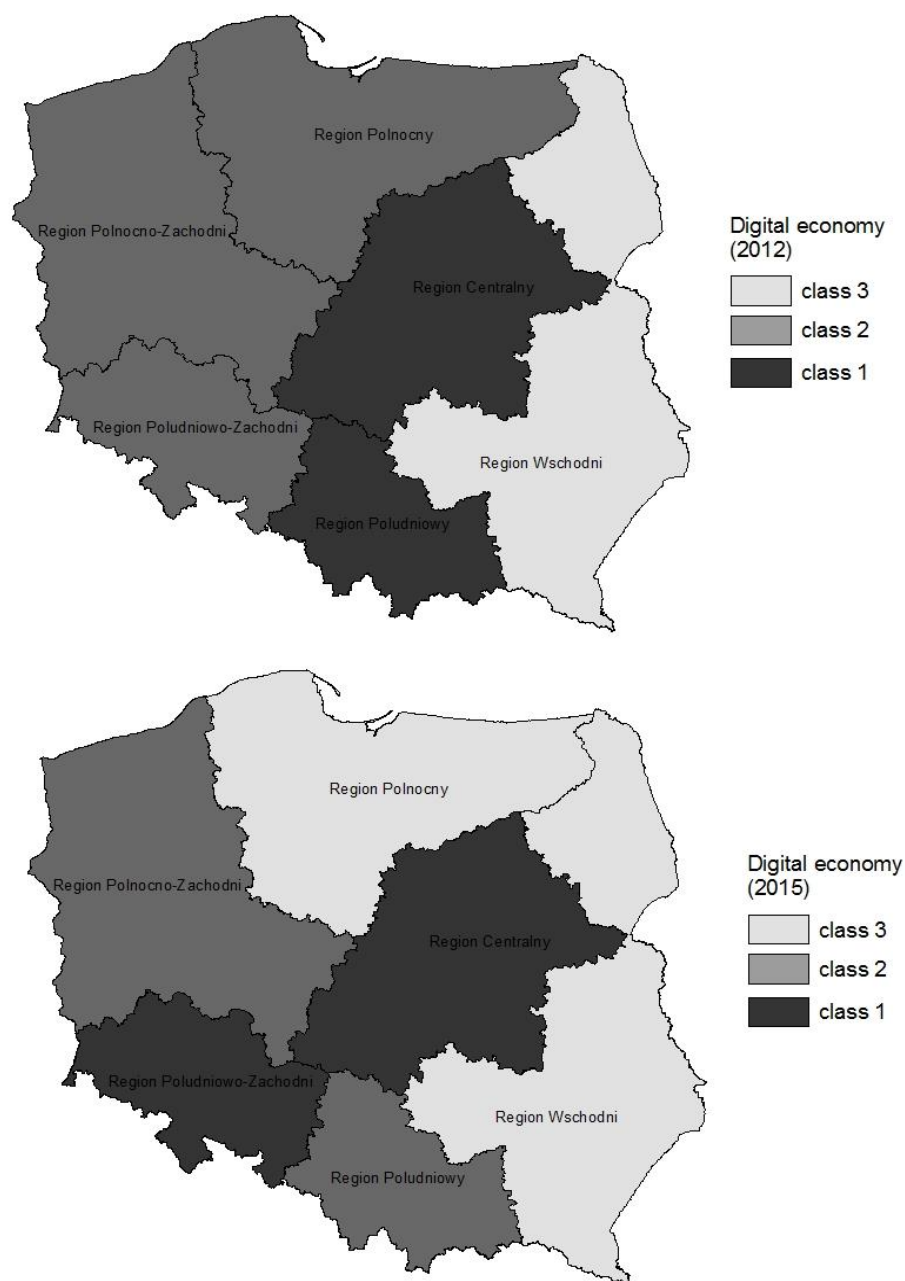 Region Polnocny
Region Polnocno-Zachodni
Region Centralny
Region Poludniowo-Zachodni
Region Wschodni
Region Poludniowy
Digital economy
(2012)
class 3
class 2
class 1
Region Polnocny
Region Polnocno-Zachodni
Region Centralny
Region Poludniowo-Zachodni
Region Wschodni
Region Poludniowy
Digital economy
(2015)
class 3
class 2
class 1